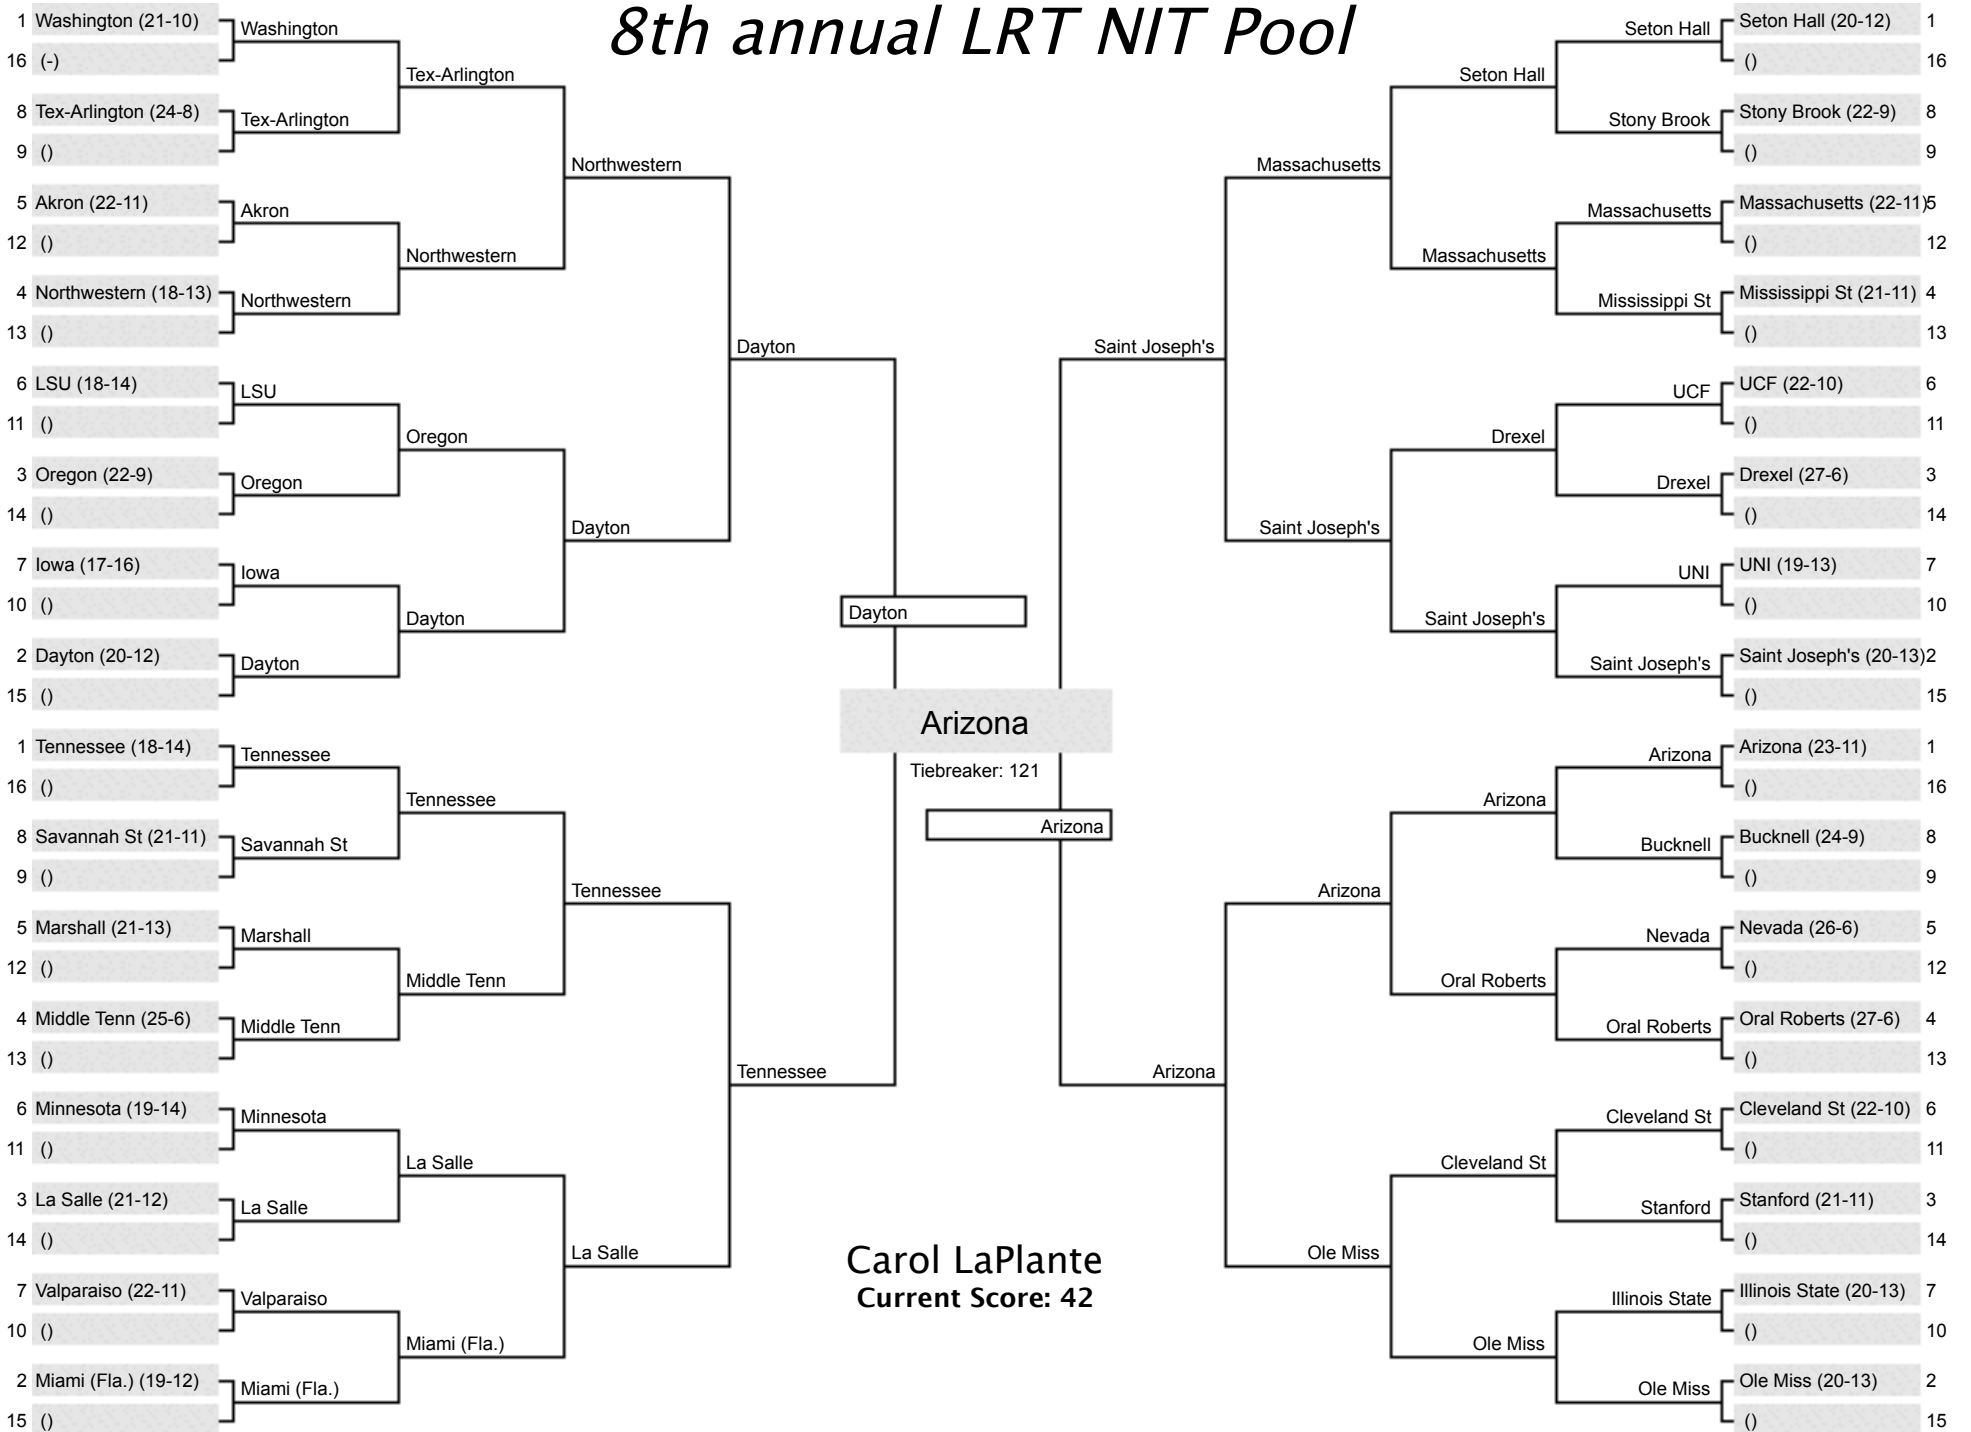 8th annual LRT NIT Pool
1 Washington (21-10)
16 (-)
8 Tex-Arlington (24-8)
9 ()
5 Akron (22-11)
12 ()
4 Northwestern (18-13)
13 ()
6 LSU (18-14)
11 ()
3 Oregon (22-9)
14 ()
7 Iowa (17-16)
10 ()
2 Dayton (20-12)
15 ()
1 Tennessee (18-14)
16 ()
8 Savannah St (21-11)
9 ()
5 Marshall (21-13)
12 ()
4 Middle Tenn (25-6)
13 ()
6 Minnesota (19-14)
11 ()
3 La Salle (21-12)
14 ()
7 Valparaiso (22-11)
10 ()
2 Miami (Fla.) (19-12)
15 ()
Washington
Tex-Arlington
Akron
Northwestern
LSU
Oregon
Iowa
Dayton
Tennessee
Savannah St
Marshall
Middle Tenn
Minnesota
La Salle
Valparaiso
Miami (Fla.)
Tex-Arlington
Northwestern
Oregon
Dayton
Tennessee
Middle Tenn
La Salle
Miami (Fla.)
Northwestern
Dayton
Tennessee
La Salle
Dayton
Tennessee
Dayton
Arizona
Tiebreaker: 121
Arizona
Carol LaPlante
Current Score: 42
Saint Joseph's
Arizona
Massachusetts
Saint Joseph's
Arizona
Ole Miss
Seton Hall
Massachusetts
Drexel
Saint Joseph's
Arizona
Oral Roberts
Cleveland St
Ole Miss
Seton Hall
Stony Brook
Massachusetts
Mississippi St
UCF
Drexel
UNI
Saint Joseph's
Arizona
Bucknell
Nevada
Oral Roberts
Cleveland St
Stanford
Illinois State
Ole Miss
Seton Hall (20-12) 1
() 16
Stony Brook (22-9) 8
() 9
Massachusetts (22-11) 5
() 12
Mississippi St (21-11) 4
() 13
UCF (22-10) 6
() 11
Drexel (27-6) 3
() 14
UNI (19-13) 7
() 10
Saint Joseph's (20-13) 2
() 15
Arizona (23-11) 1
() 16
Bucknell (24-9) 8
() 9
Nevada (26-6) 5
() 12
Oral Roberts (27-6) 4
() 13
Cleveland St (22-10) 6
() 11
Stanford (21-11) 3
() 14
Illinois State (20-13) 7
() 10
Ole Miss (20-13) 2
() 15